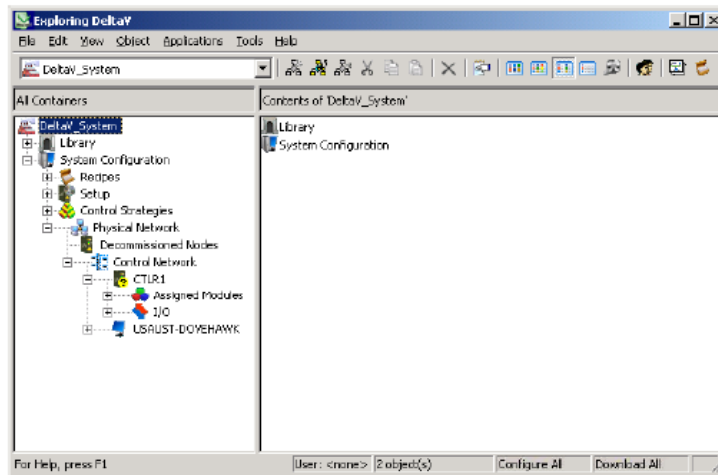 Exploring DeltaV
File Edit View Object Applications Tools Help
DeltaV_System
All Containers
Contents of 'DeltaV_System'
DeltaV_System
Library
System Configuration
Recipes
Setup
Control Strategies
Physical Network
Decommissioned Nodes
Control Network
CTLR1
Assigned Modules
I/O
USAUST-DOVEHAWK
Library
System Configuration
For Help, press F1
User: <none>
2 object(s)
Configure All
Download All